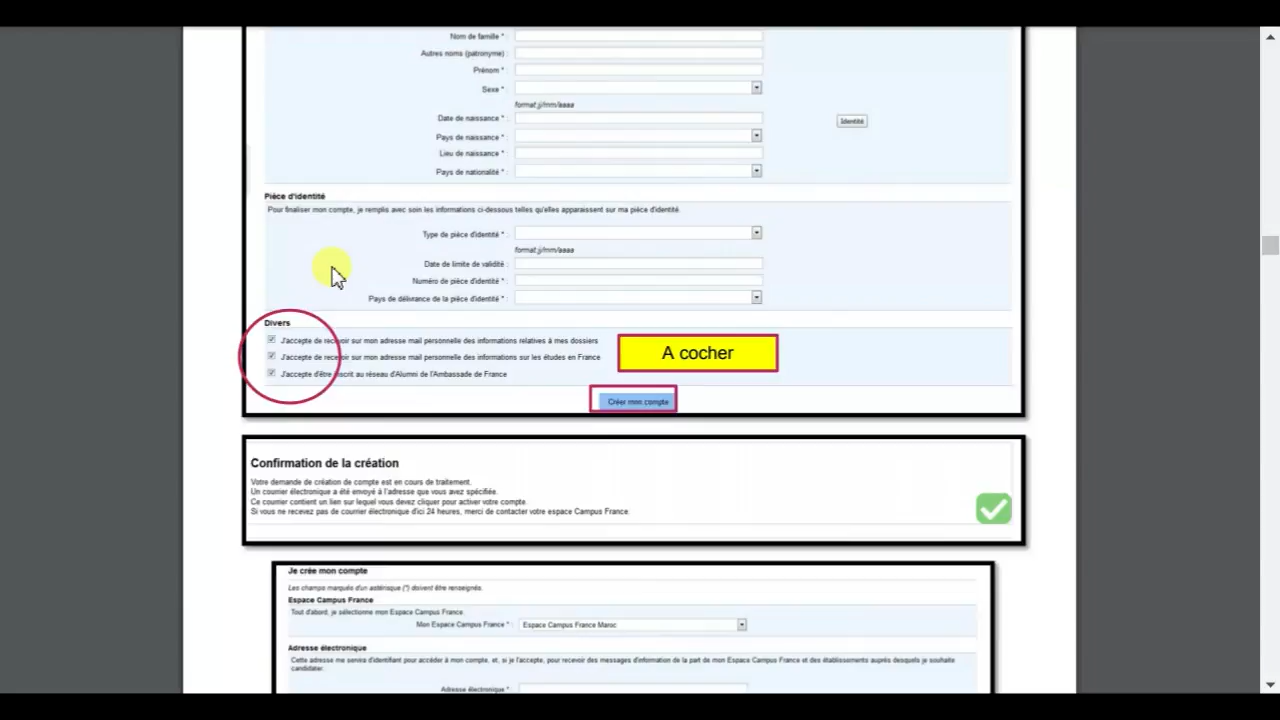 Nom de famille * :
Autres noms (patronyme) :
Prénom * :
Sexe * :
format jj/mm/aaaa
Date de naissance * :
Identité
Pays de naissance * :
Lieu de naissance * :
Pays de nationalité * :
Pièce d'identité
Pour finaliser mon compte, je remplis avec soin les informations ci-dessous telles qu'elles apparaissent sur ma pièce d'identité.
Type de pièce d'identité * :
format jj/mm/aaaa
Date de limite de validité :
Numéro de pièce d'identité * :
Pays de délivrance de la pièce d'identité * :
Divers
J'accepte de recevoir sur mon adresse mail personnelle des informations relatives à mes dossiers
J'accepte de recevoir sur mon adresse mail personnelle des informations sur les études en France
A cocher
J'accepte d'être inscrit au réseau d'Alumni de l'Ambassade de France
Créer mon compte
Confirmation de la création
Votre demande de création de compte est en cours de traitement.
Un courrier électronique a été envoyé à l'adresse que vous avez spécifiée.
Ce courrier contient un lien sur lequel vous devez cliquer pour activer votre compte.
Si vous ne recevez pas de courrier électronique d'ici 24 heures, merci de contacter votre espace Campus France.
Je crée mon compte
Les champs marqués d'un astérisque (*) doivent être renseignés.
Espace Campus France
Tout d'abord, je sélectionne mon Espace Campus France.
Mon Espace Campus France * : Espace Campus France Maroc
Adresse électronique
Cette adresse me servira d'identifiant pour accéder à mon compte, et, si je l'accepte, pour recevoir des messages d'information de la part de mon Espace Campus France et des établissements auprès desquels je souhaite
candidater.
Adresse électronique *